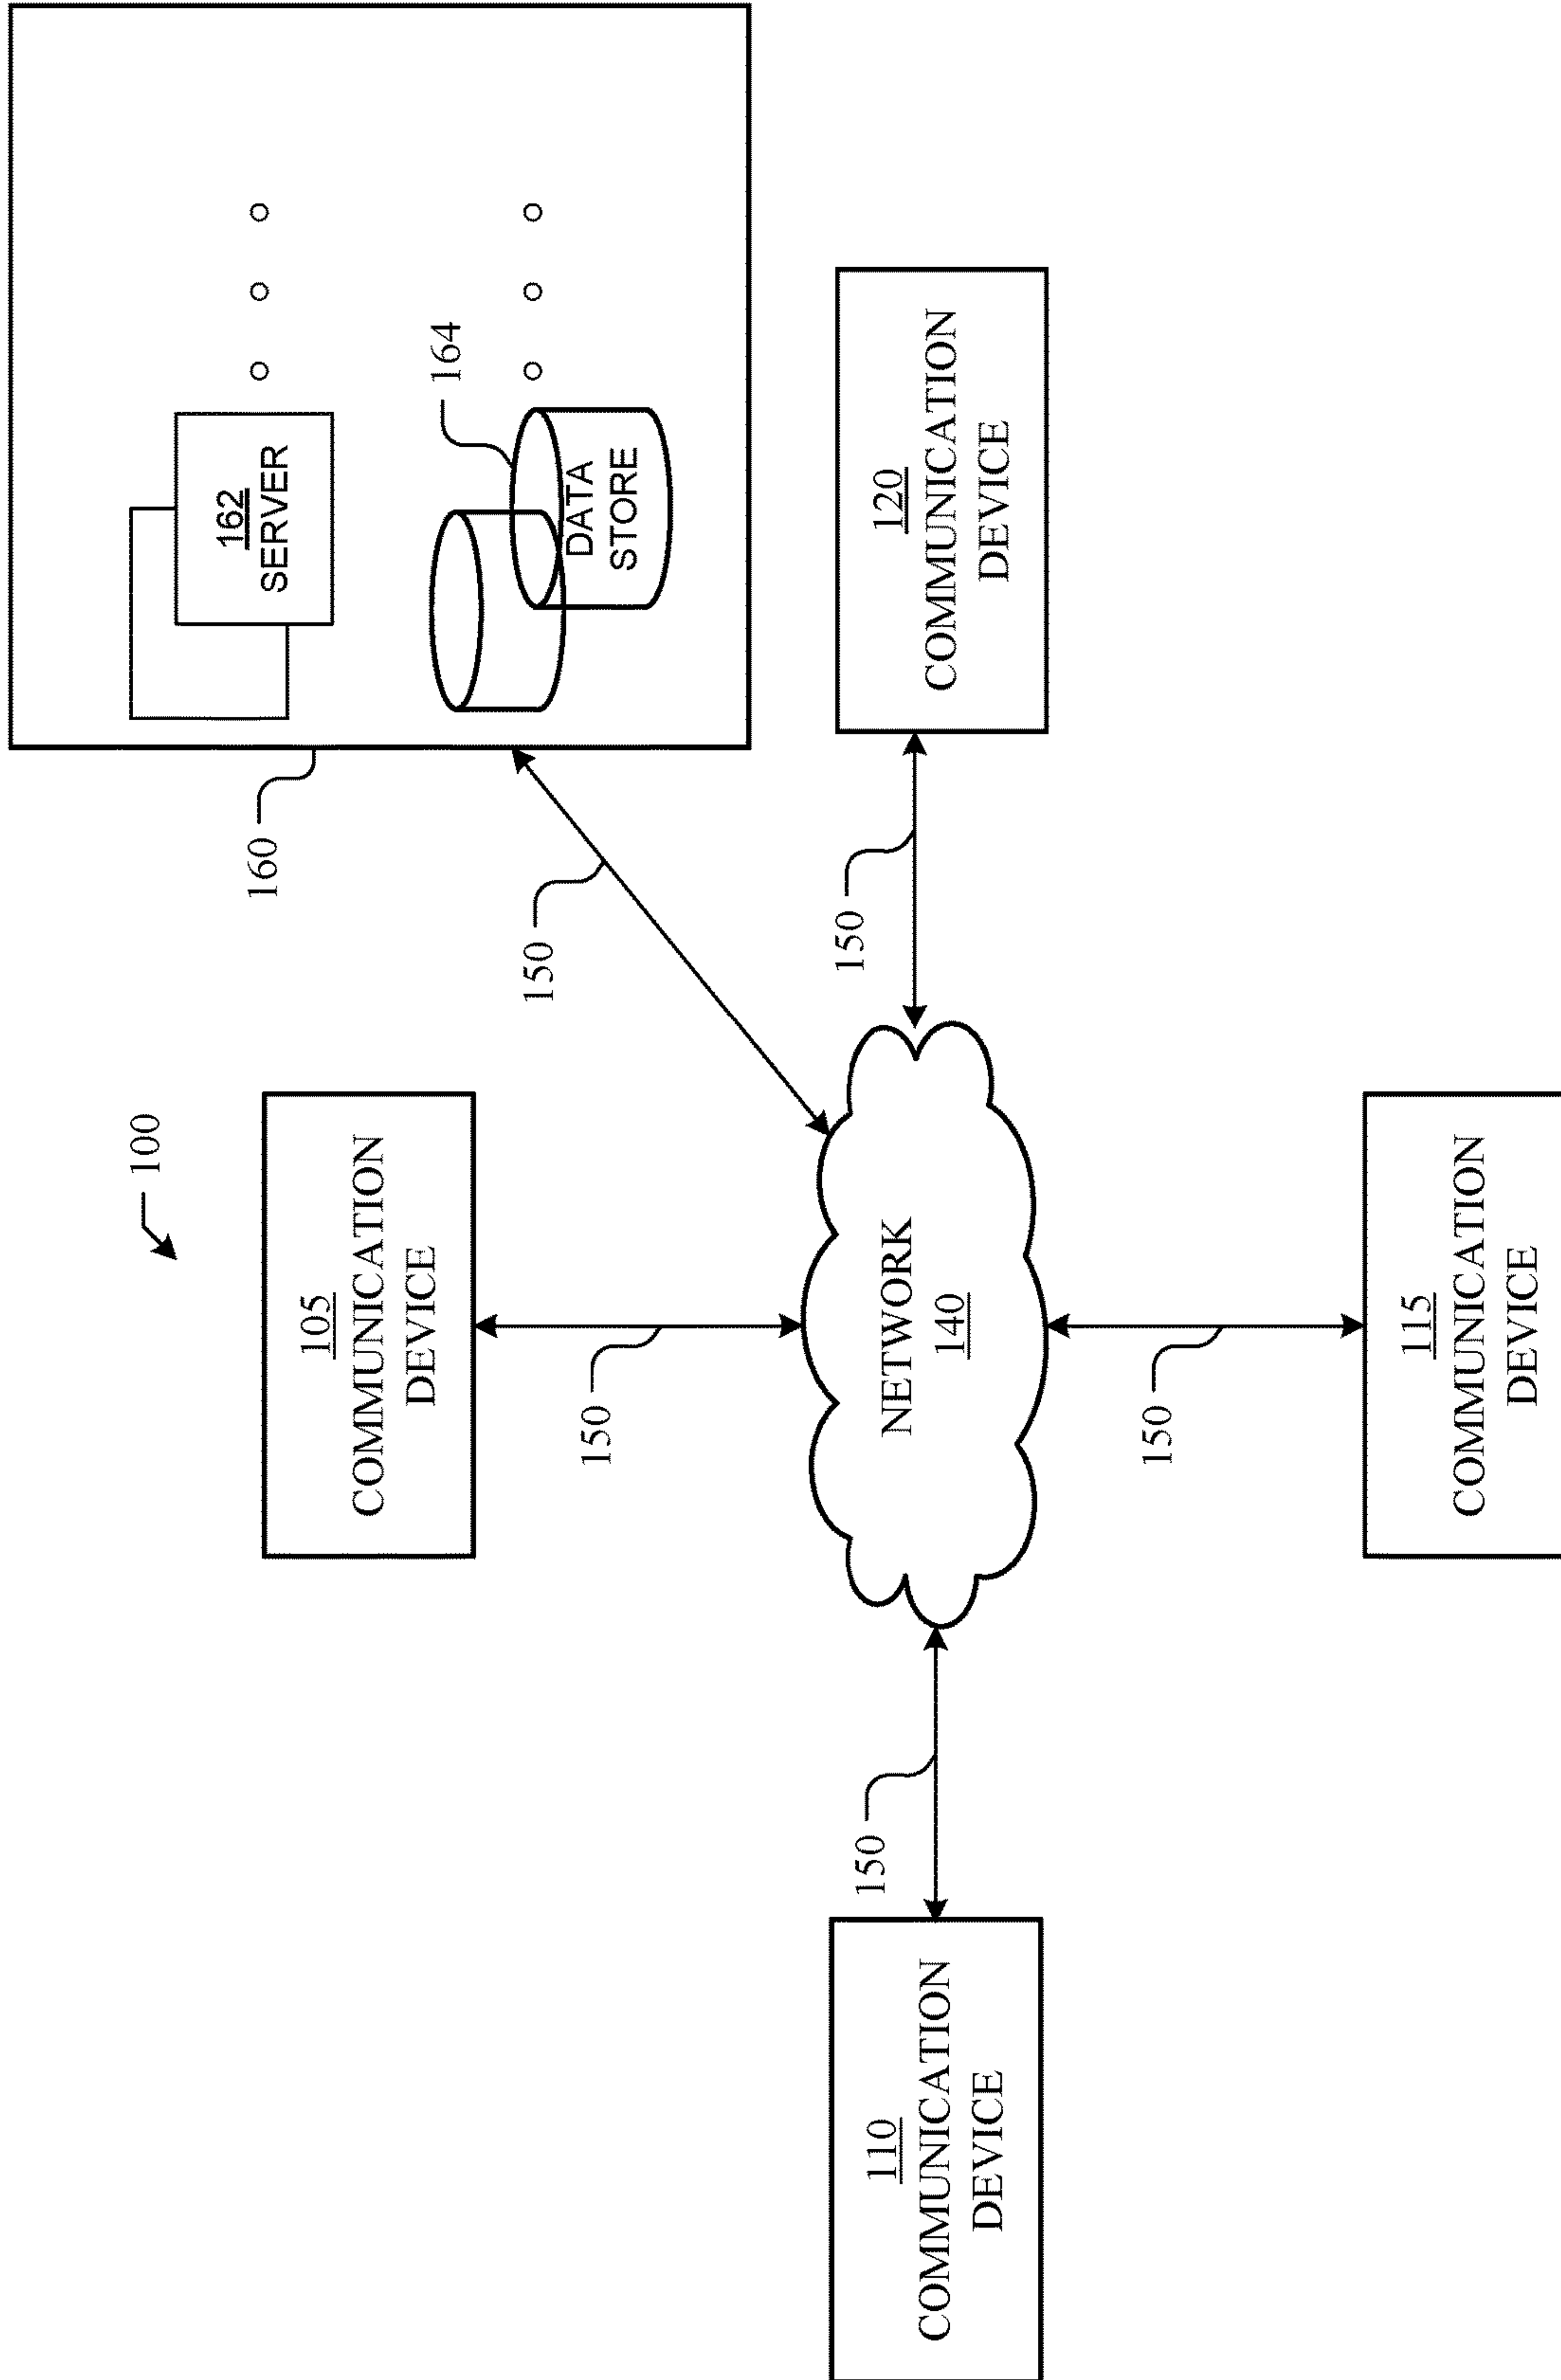 100
160
162
SERVER
164
DATA
STORE
105
COMMUNICATION
DEVICE
150
150
110
COMMUNICATION
DEVICE
150
NETWORK
140
150
120
COMMUNICATION
DEVICE
150
115
COMMUNICATION
DEVICE